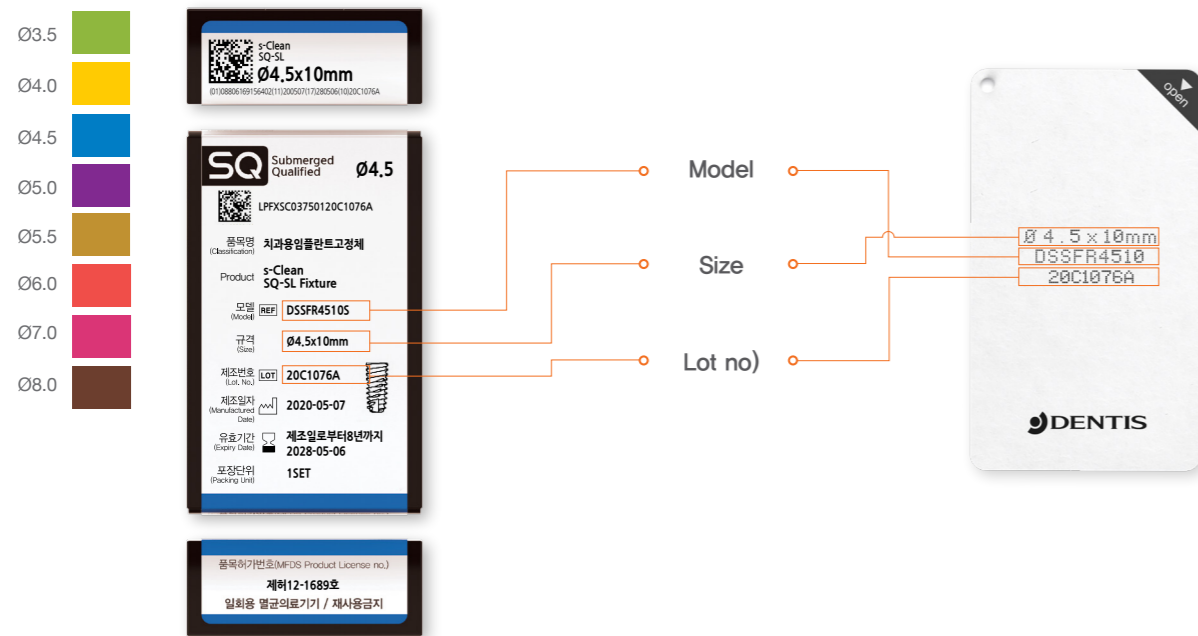 Ø3.5
Ø4.0
Ø4.5
Ø5.0
Ø5.5
Ø6.0
Ø7.0
Ø8.0
s-Clean
SQ-SL
Ø4.5x10mm
(01)08806169156402(11)200507(17)280506(10)20C1076A
SQ Submerged Qualified Ø4.5
LPFXSC03750120C1076A
품목명 (Classification) 치과용임플란트고정체
Product s-Clean SQ-SL Fixture
모델 (Model) REF DSSFR4510S
규격 (Size) Ø4.5x10mm
제조번호 (Lot. No.) LOT 20C1076A
제조일자 (Manufactured Date) 2020-05-07
유효기간 (Expiry Date) 제조일로부터8년까지 2028-05-06
포장단위 (Packing Unit) 1SET
품목허가번호(MFDS Product License no.)
제허12-1689호
일회용 멸균의료기기 / 재사용금지
Model
Size
Lot no)
open
Ø4.5x10mm
DSSFR4510
20C1076A
DENTIS